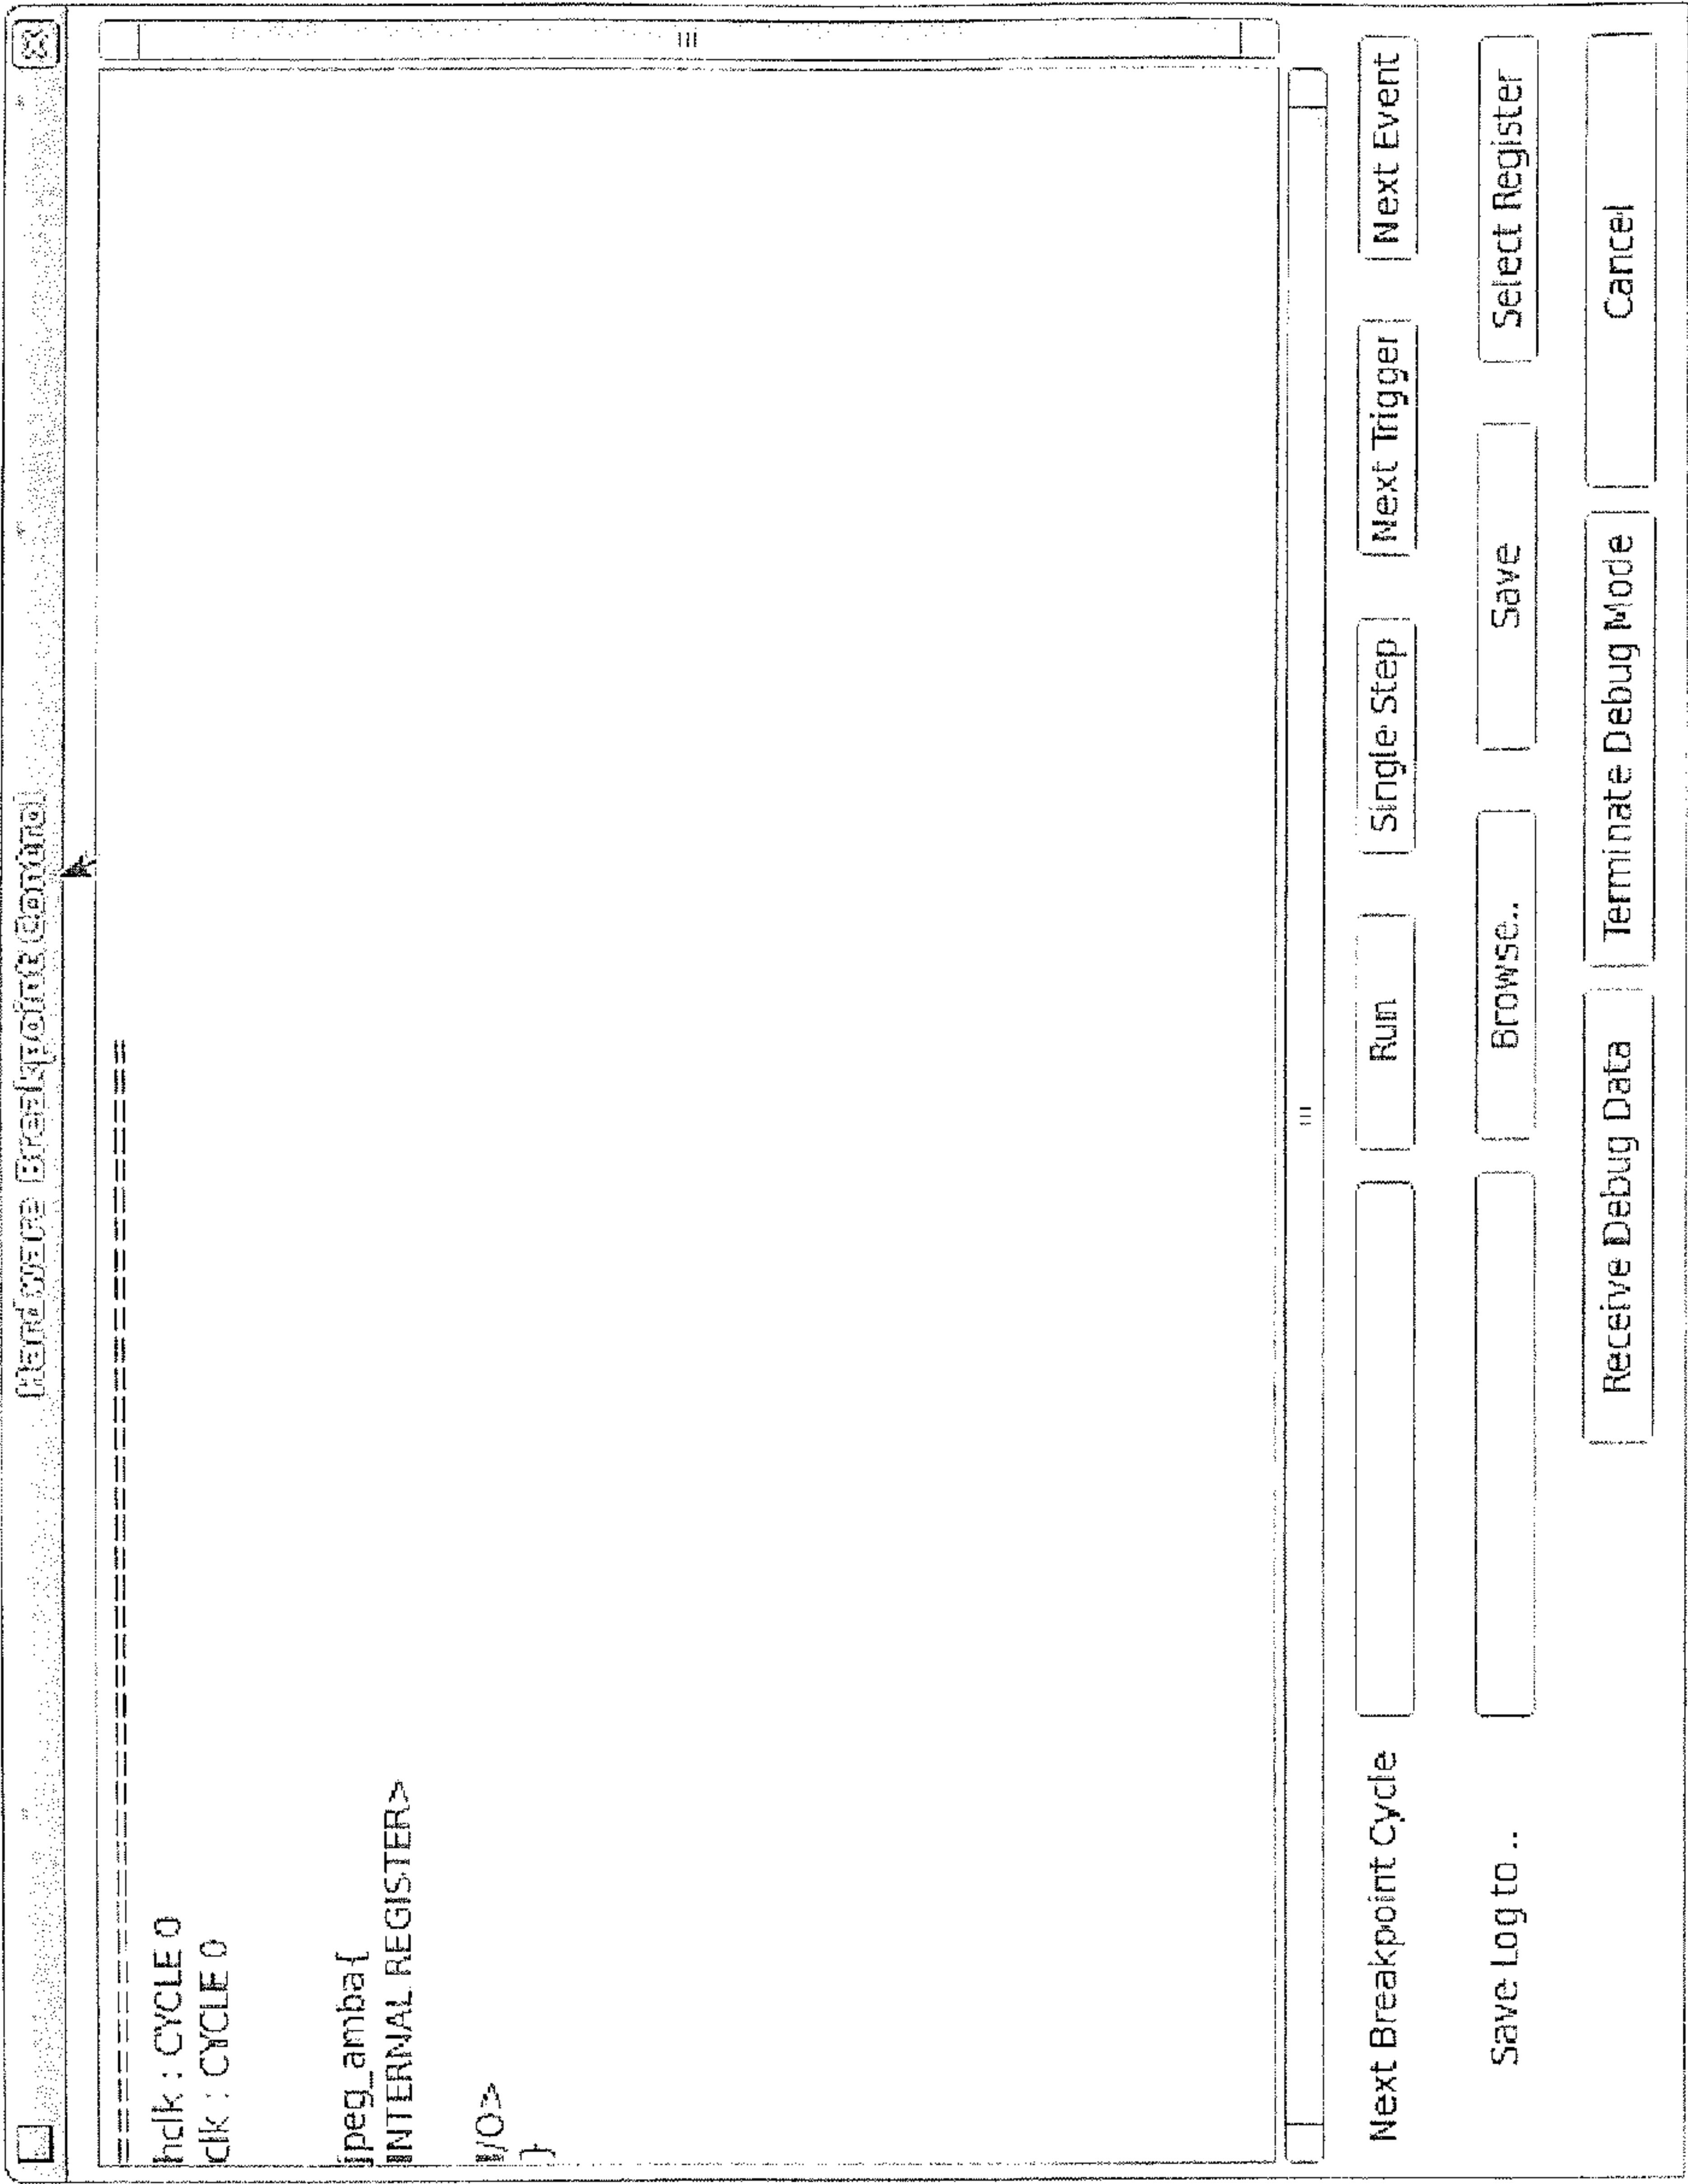 Hardware Breakpoint Control
==================================================
hclk : CYCLE 0
clk : CYCLE 0
jpeg_amba{
INTERNAL REGISTER>
I/O>
}
Next Breakpoint Cycle Run Single Step Next Trigger Next Event
Save Log to .. Browse.. Save Select Register
Receive Debug Data Terminate Debug Mode Cancel